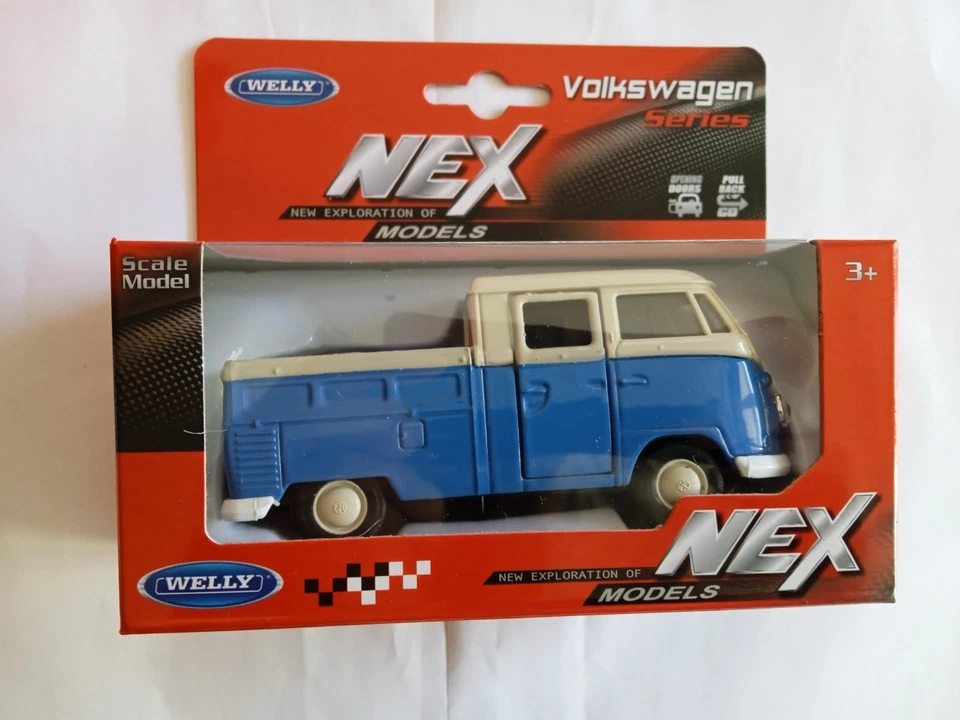 WELLY
Volkswagen
Series
NEX
NEW EXPLORATION OF
MODELS
OPENING
DOORS
PULL
BACK
GO
Scale
Model
3+
WELLY
NEW EXPLORATION OF
NEX
MODELS